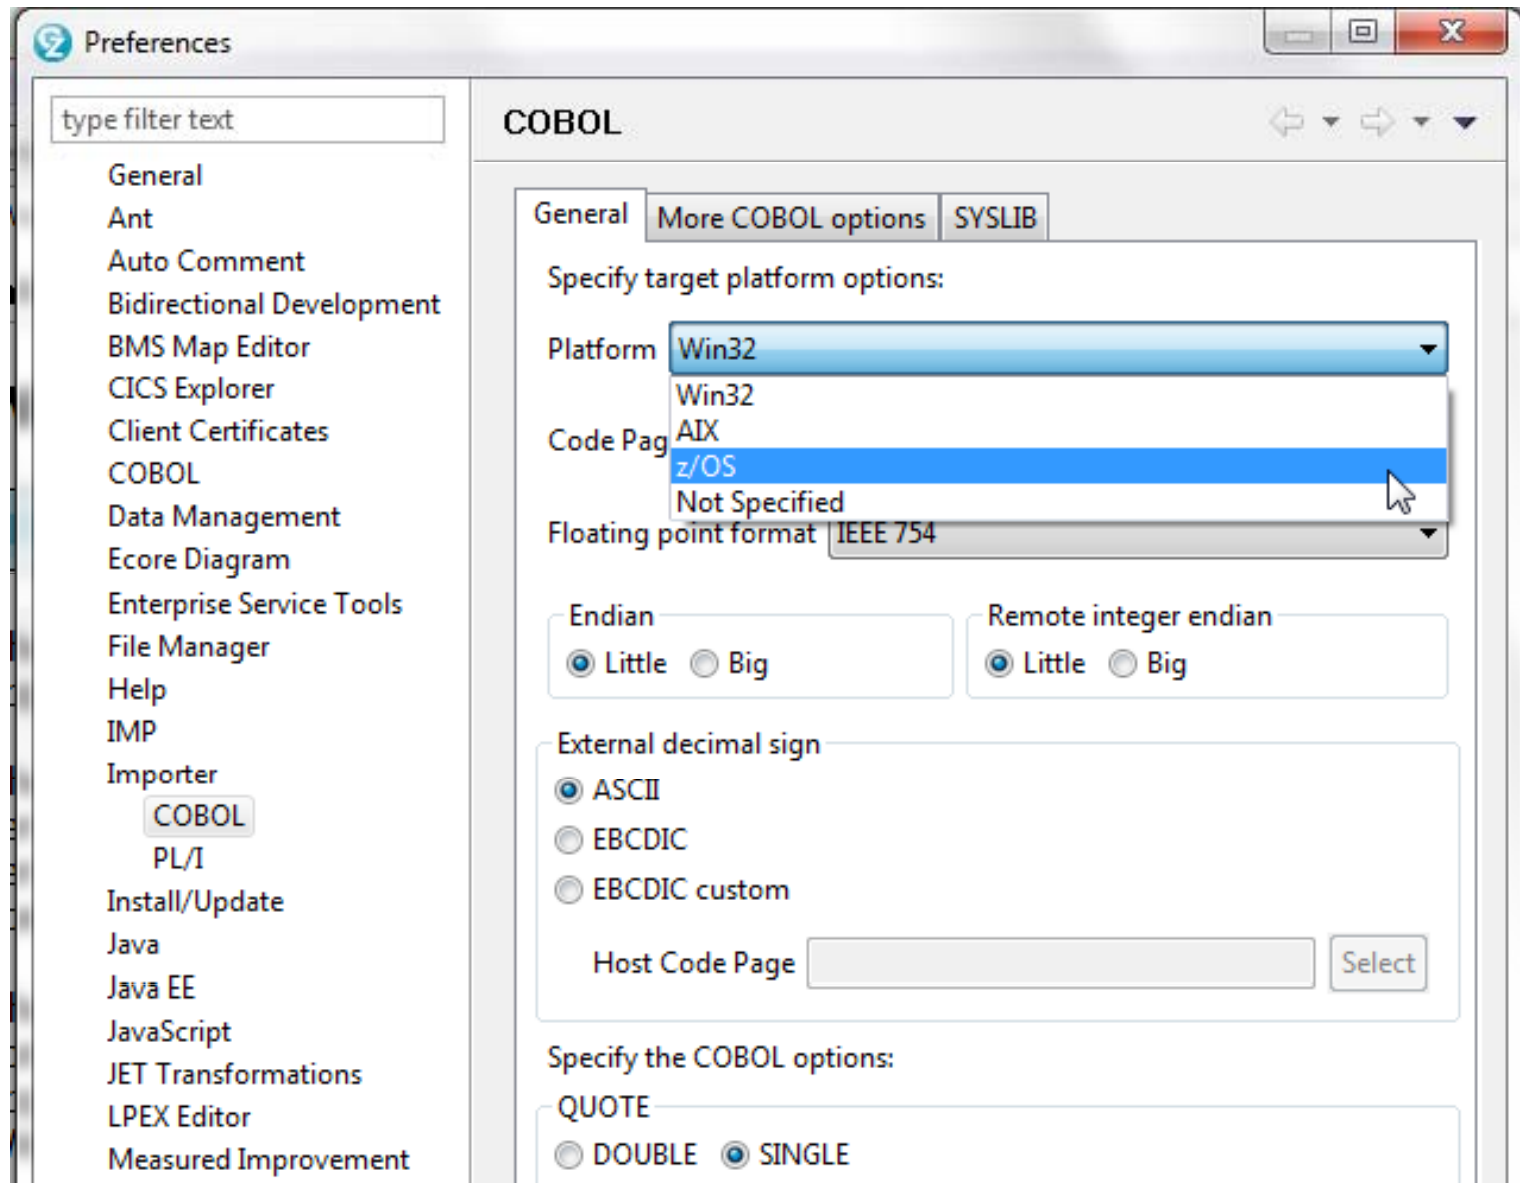 Preferences
type filter text
General
Ant
Auto Comment
Bidirectional Development
BMS Map Editor
CICS Explorer
Client Certificates
COBOL
Data Management
Ecore Diagram
Enterprise Service Tools
File Manager
Help
IMP
Importer
COBOL
PL/I
Install/Update
Java
Java EE
JavaScript
JET Transformations
LPEX Editor
Measured Improvement
COBOL
General More COBOL options SYSLIB
Specify target platform options:
Platform Win32
Win32
AIX
z/OS
Not Specified
Code Pag
Floating point format IEEE 754
Endian
Little Big
Remote integer endian
Little Big
External decimal sign
ASCII
EBCDIC
EBCDIC custom
Host Code Page Select
Specify the COBOL options:
QUOTE
DOUBLE SINGLE